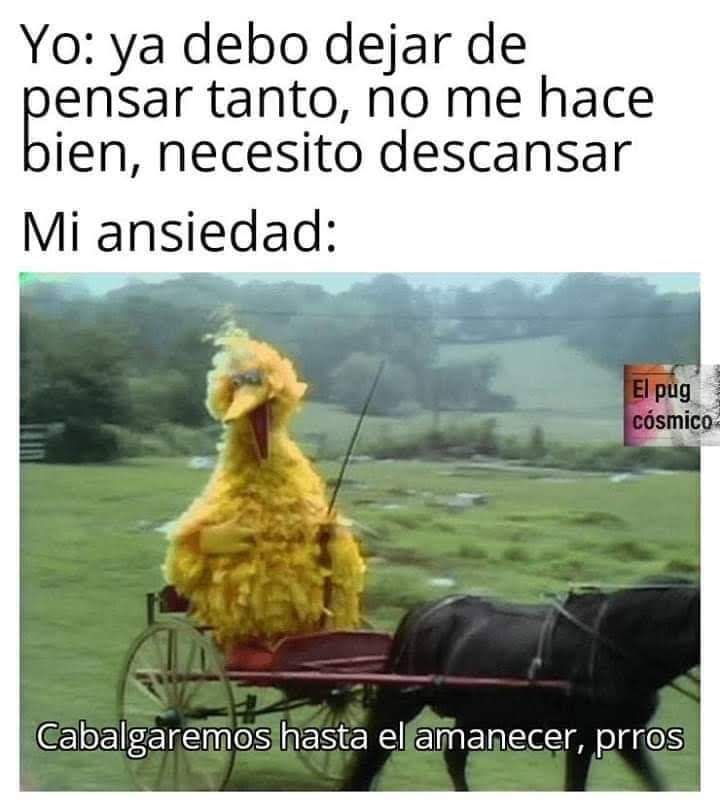 Yo: ya debo dejar de
pensar tanto, no me hace
bien, necesito descansar
Mi ansiedad:
El pug
cósmico
Cabalgaremos hasta el amanecer, prros